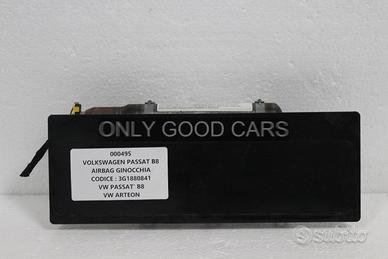 ONLY GOOD CARS
000495
VOLKSWAGEN PASSAT B8
AIRBAG GINOCCHIA
CODICE : 3G1880841
VW PASSAT` B8
VW ARTEON
subito